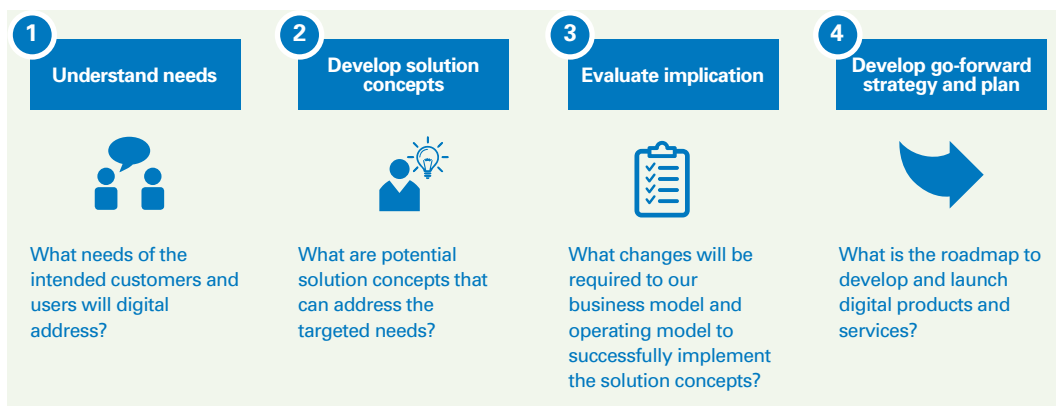 1
Understand needs
What needs of the
intended customers and
users will digital
address?
2
Develop solution
concepts
What are potential
solution concepts that
can address the
targeted needs?
3
Evaluate implication
What changes will be
required to our
business model and
operating model to
successfully implement
the solution concepts?
4
Develop go-forward
strategy and plan
What is the roadmap to
develop and launch
digital products and
services?